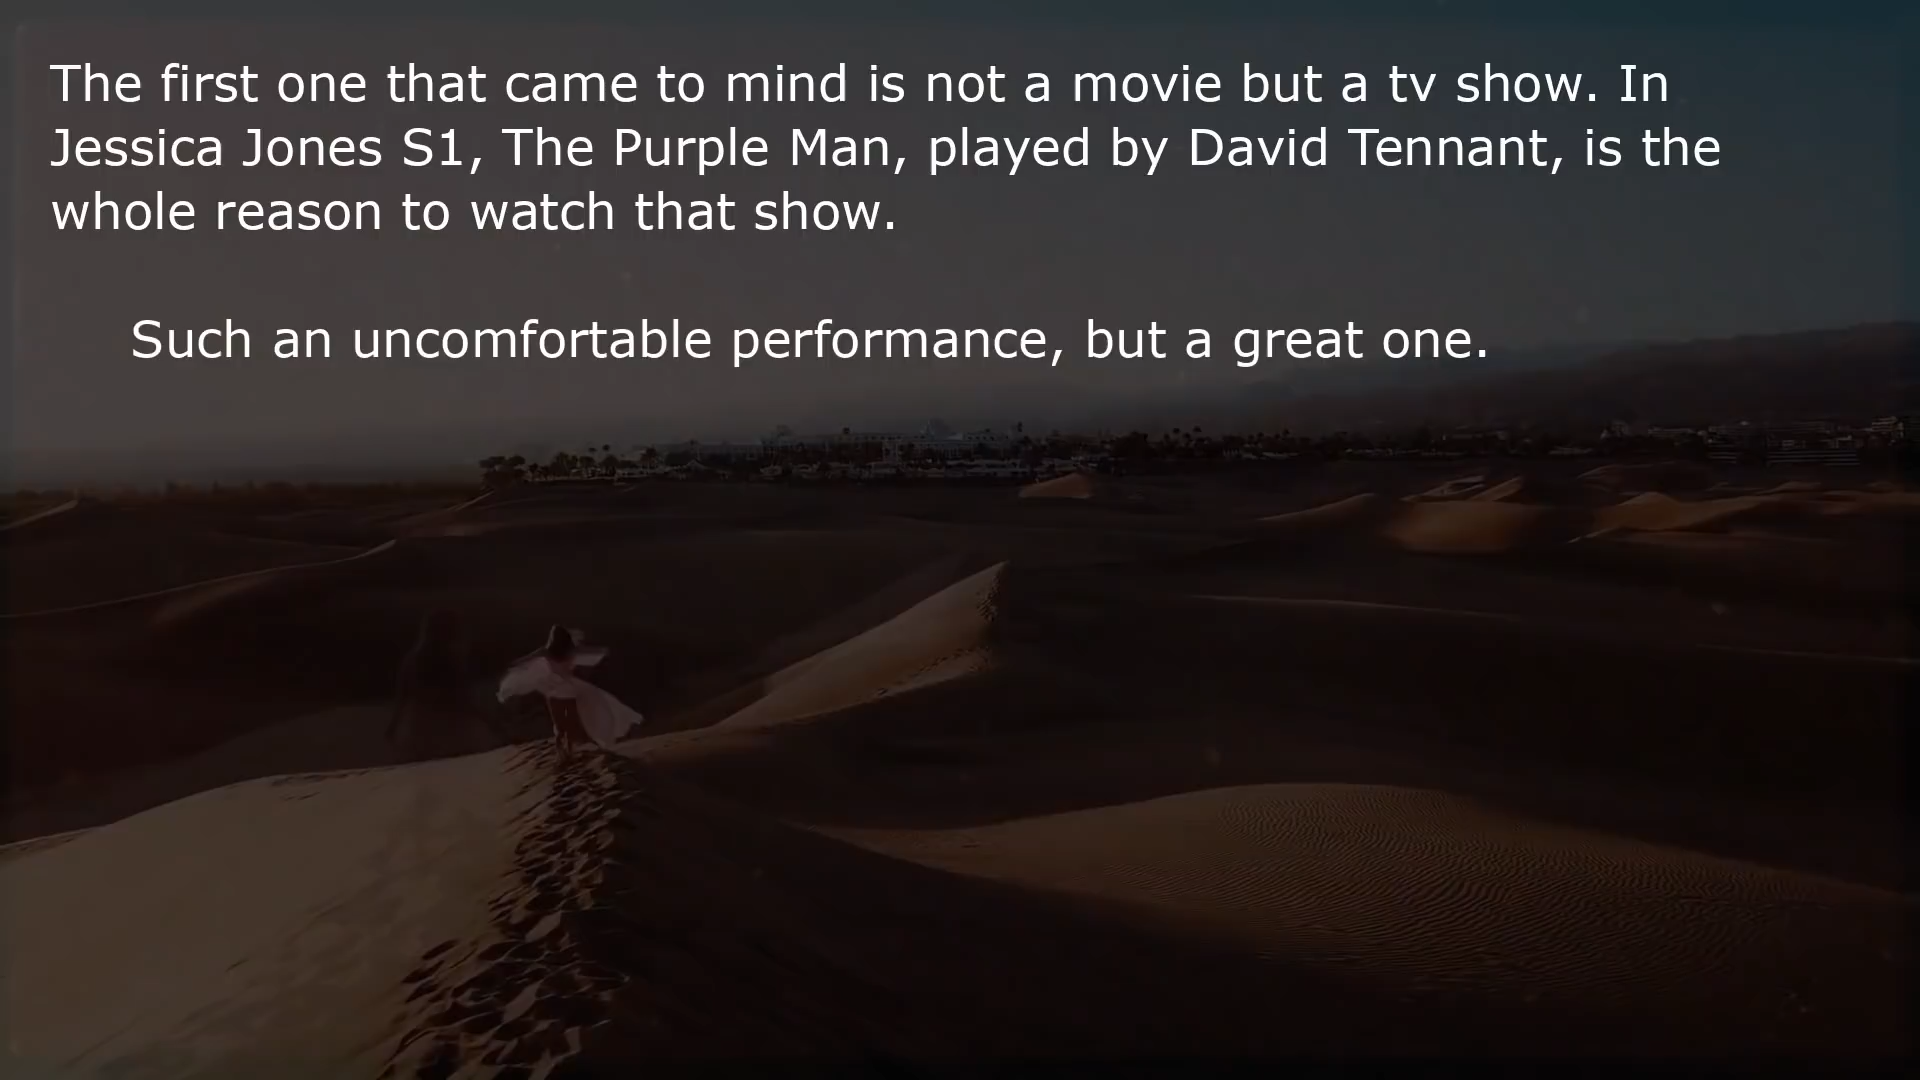 The first one that came to mind is not a movie but a tv show. In
Jessica Jones S1, The Purple Man, played by David Tennant, is the
whole reason to watch that show.
Such an uncomfortable performance, but a great one.